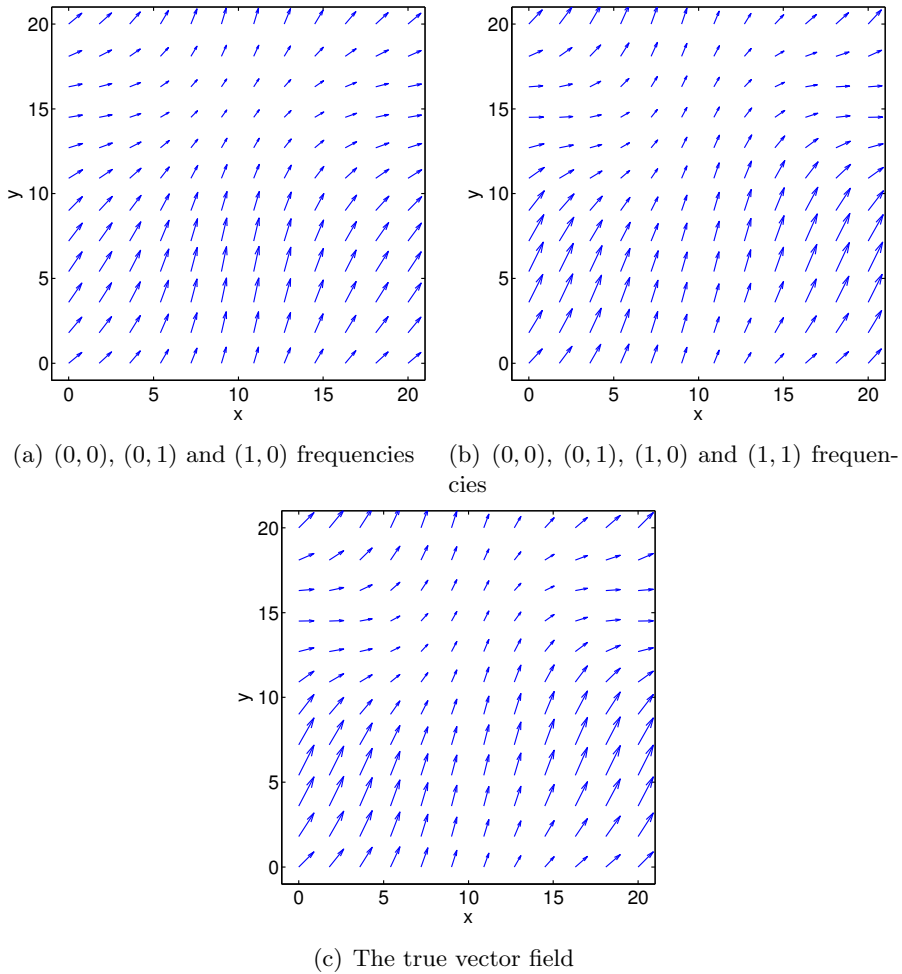 20
15
10
5
0
y
0 5 10 15 20
x
(a) (0, 0), (0, 1) and (1, 0) frequencies
20
15
10
5
0
y
0 5 10 15 20
x
(b) (0, 0), (0, 1), (1, 0) and (1, 1) frequen-
cies
20
15
10
5
0
y
0 5 10 15 20
x
(c) The true vector field